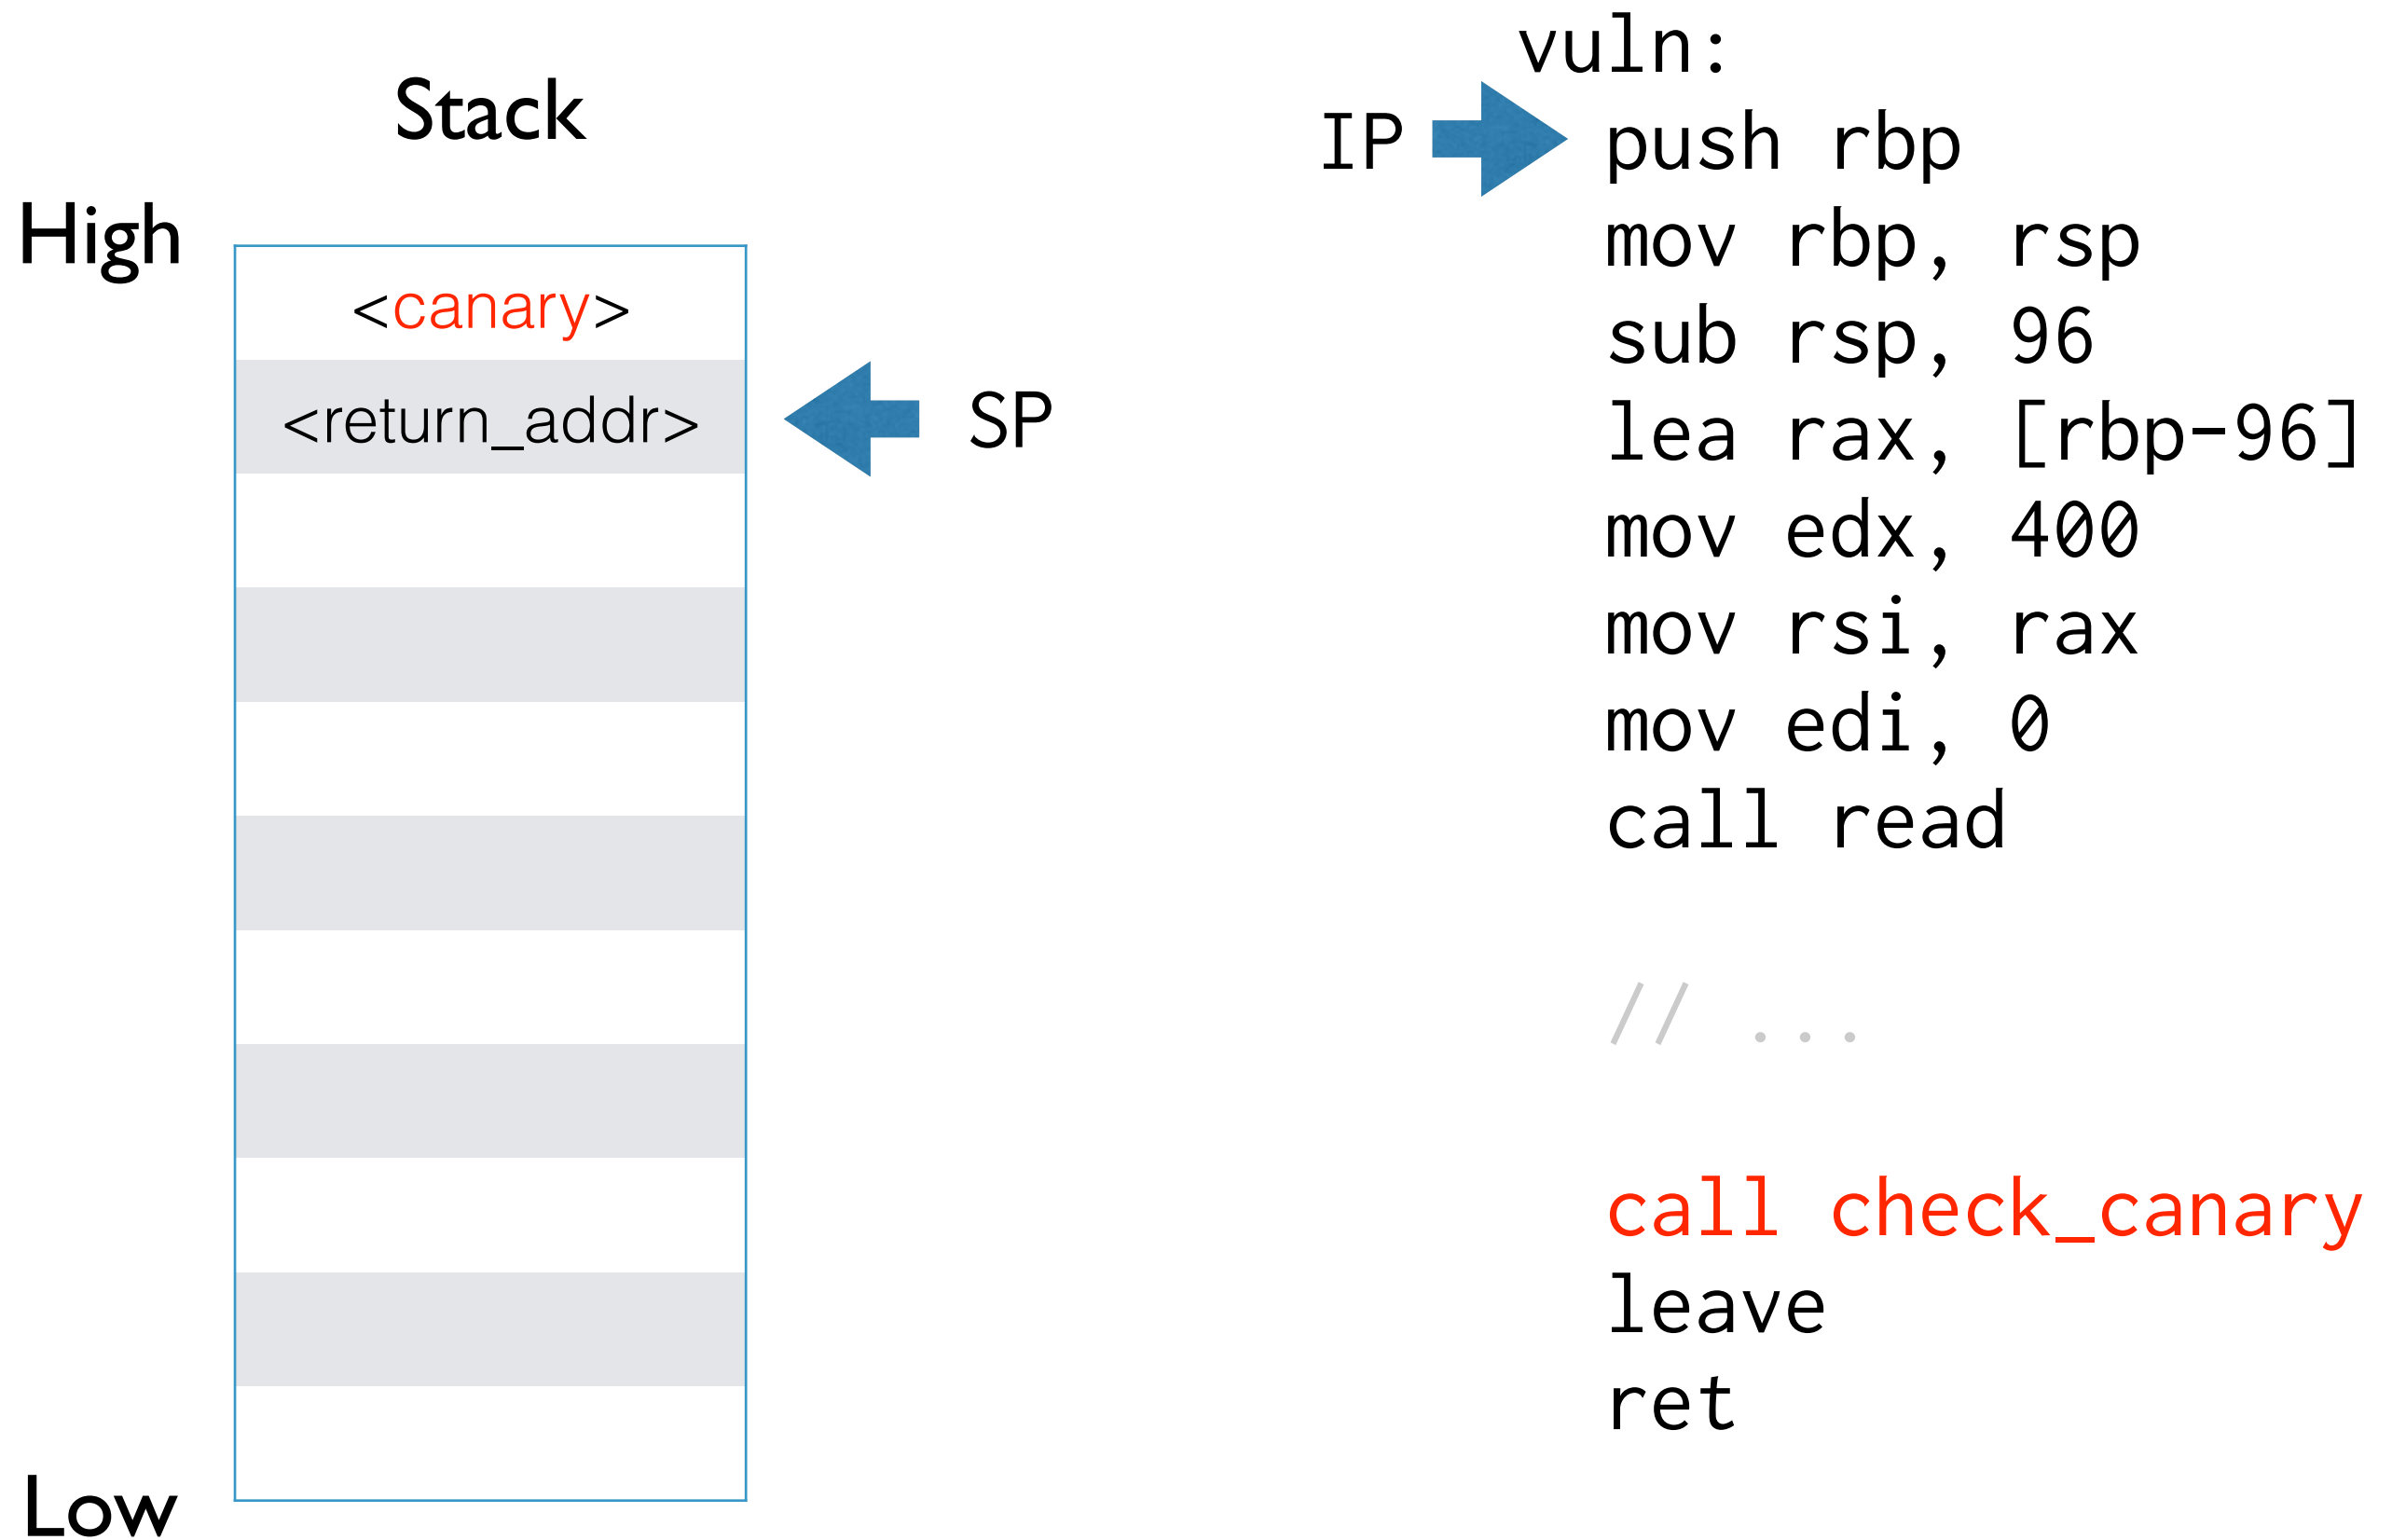 Stack
High
<canary>
<return_addr>
SP
Low
IP
vuln:
push rbp
mov rbp, rsp
sub rsp, 96
lea rax, [rbp-96]
mov edx, 400
mov rsi, rax
mov edi, 0
call read
// ...
call check_canary
leave
ret